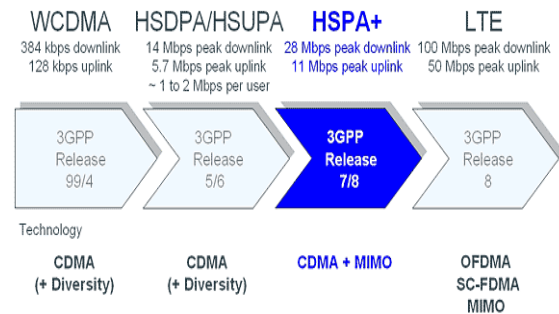 WCDMA
384 kbps downlink
128 kbps uplink
HSDPA/HSUPA
14 Mbps peak downlink
5.7 Mbps peak uplink
~ 1 to 2 Mbps per user
HSPA+
28 Mbps peak downlink
11 Mbps peak uplink
LTE
100 Mbps peak downlink
50 Mbps peak uplink
3GPP
Release
99/4
3GPP
Release
5/6
3GPP
Release
7/8
3GPP
Release
8
Technology
CDMA
(+ Diversity)
CDMA
(+ Diversity)
CDMA + MIMO
OFDMA
SC-FDMA
MIMO